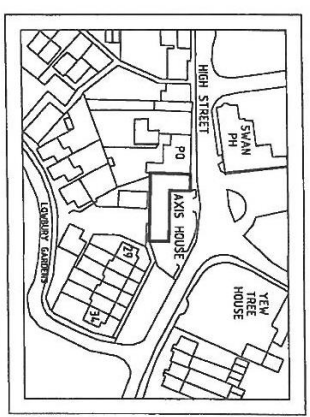 HIGH STREET
SWAN
PH
PO
AXIS HOUSE
YEW
TREE
HOUSE
29
34
LOWBURY GARDENS